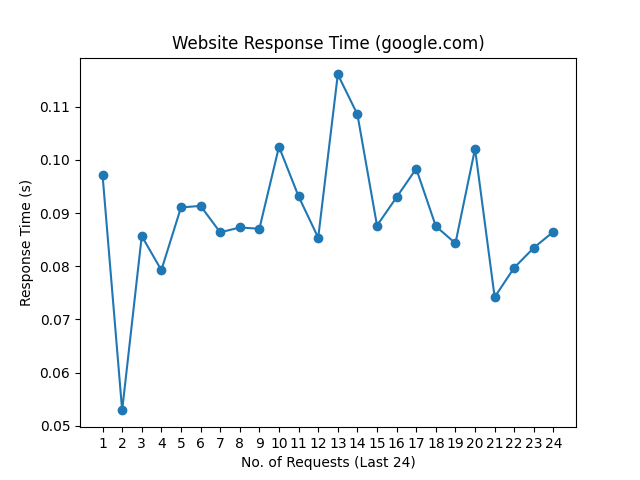 Website Response Time (google.com)
0.11
0.10
0.09
0.08
0.07
0.06
0.05
Response Time (s)
1 2 3 4 5 6 7 8 9 10 11 12 13 14 15 16 17 18 19 20 21 22 23 24
No. of Requests (Last 24)